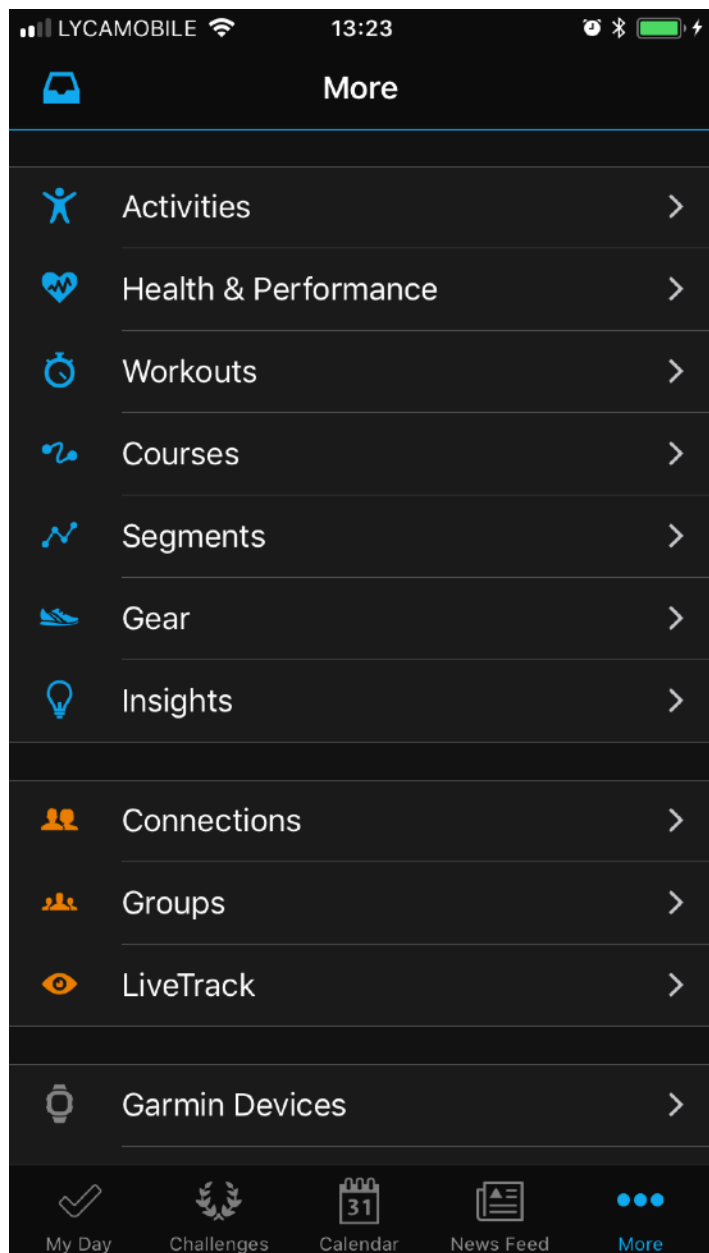 LYCAMOBILE 13:23
More
Activities
Health & Performance
Workouts
Courses
Segments
Gear
Insights
Connections
Groups
LiveTrack
Garmin Devices
31
My Day Challenges Calendar News Feed More